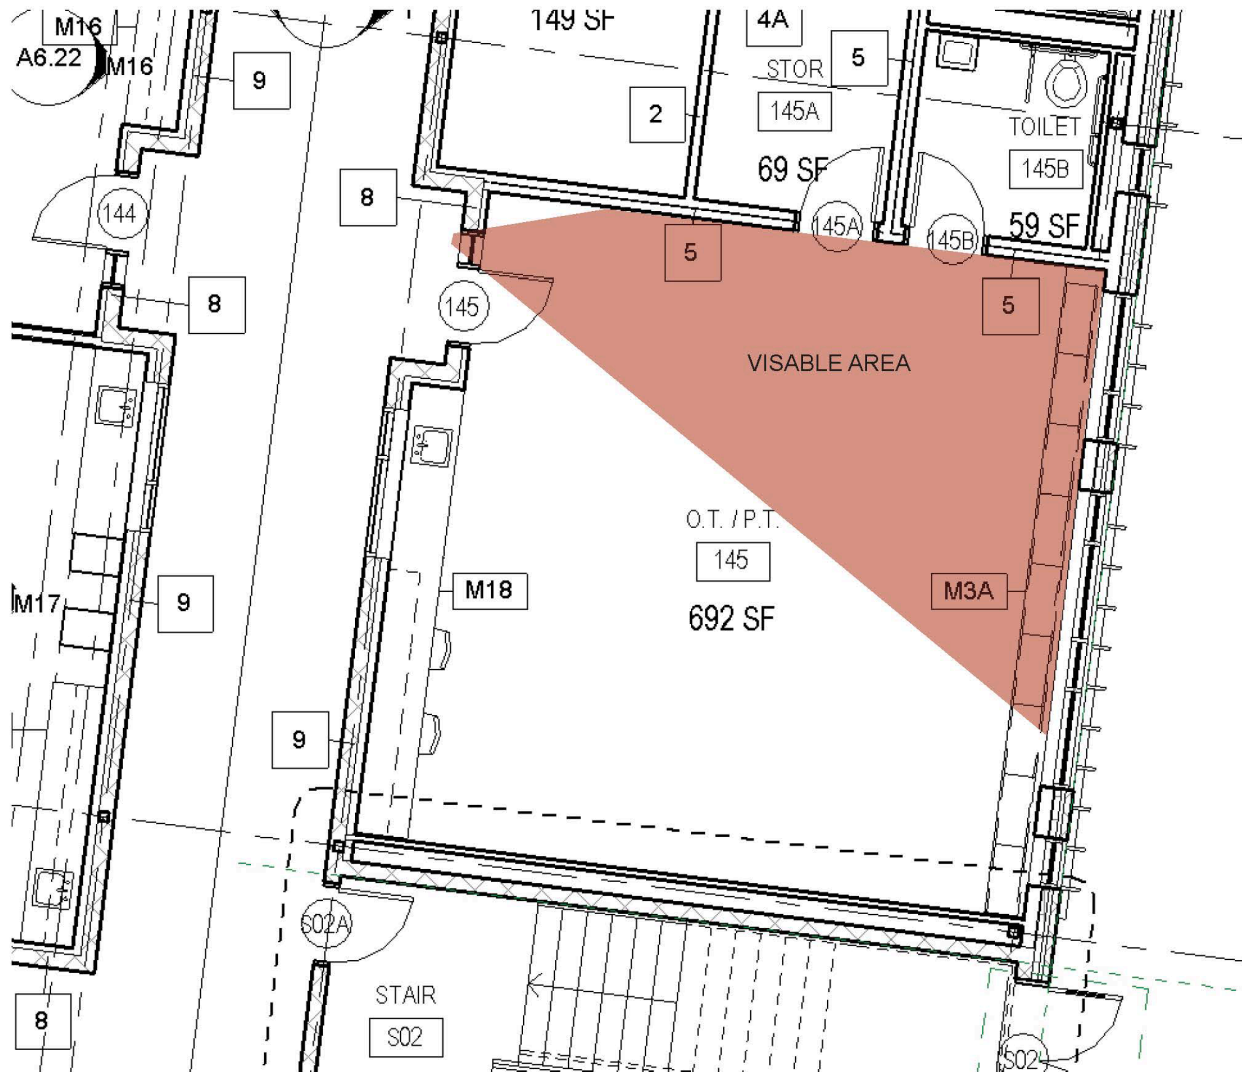 M16
149 SF
4A
A6.22
M16
9
5
STOR
145A
2
TOILET
145B
69 SF
8
144
145A
59 SF
145B
5
8
145
5
VISABLE AREA
O.T. / P.T.
145
M17
9
M18
M3A
692 SF
9
S02A
STAIR
8
S02
S02